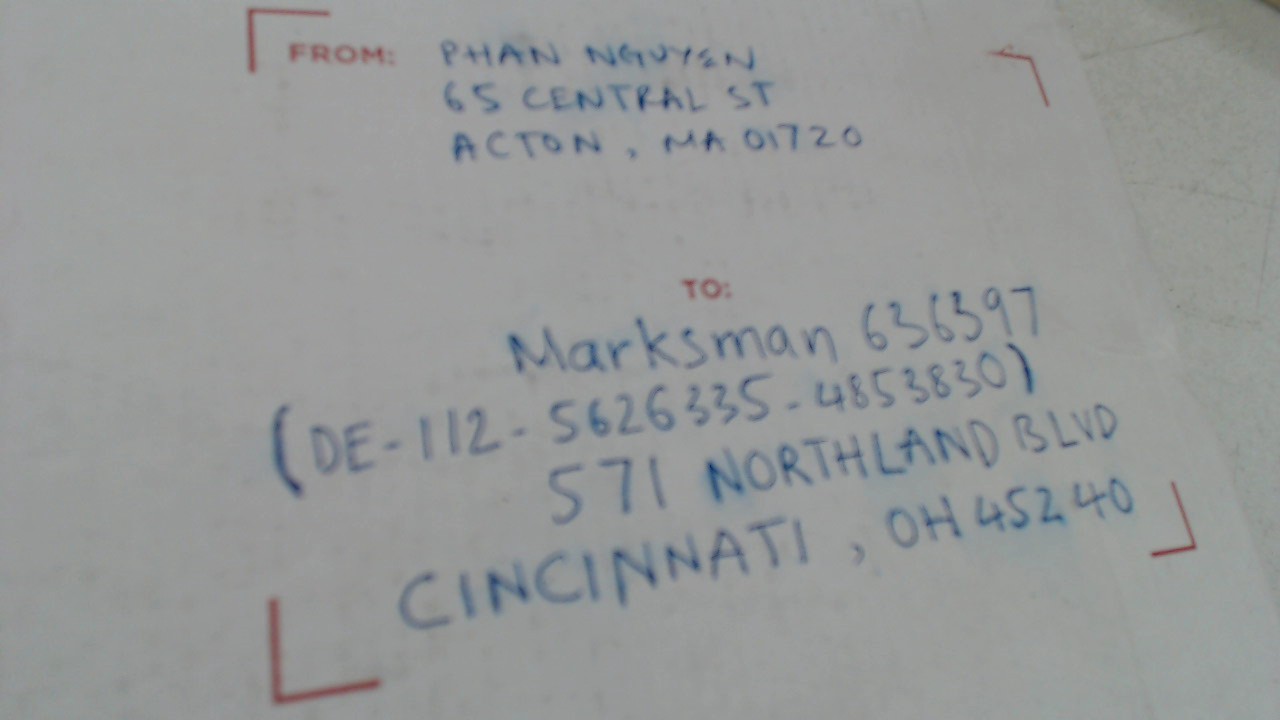 FROM: PHAN NGUYEN
65 CENTRAL ST
ACTON, MA 01720
TO:
Marksman 636397
(DE-112-5626335-4853830)
571 NORTHLAND BLVD
CINCINNATI, OH 45240